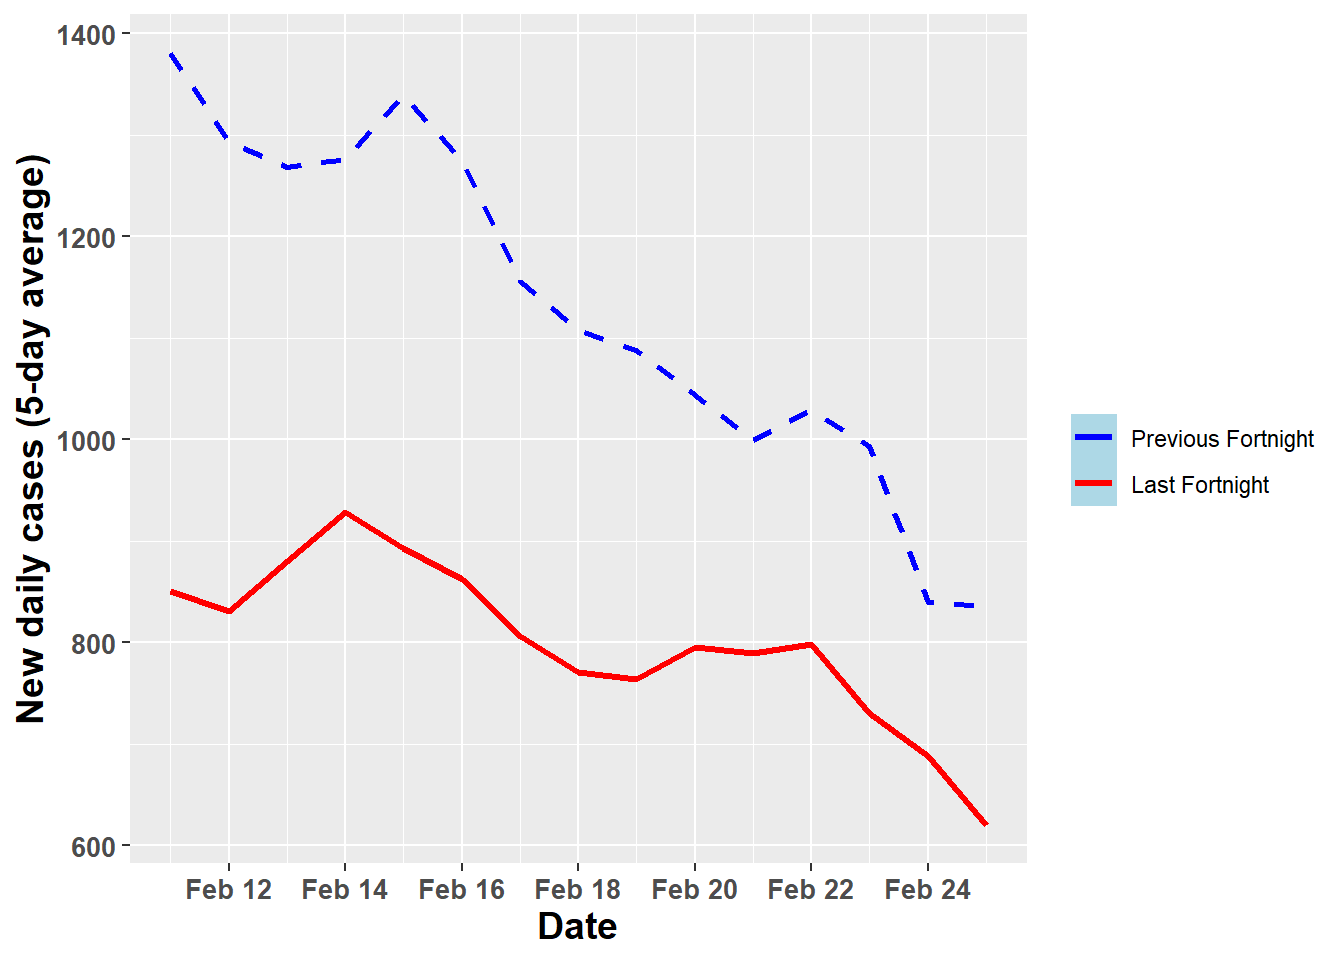 New daily cases (5-day average)
1400
1200
1000
800
600
Feb 12 Feb 14 Feb 16 Feb 18 Feb 20 Feb 22 Feb 24
Date
Previous Fortnight
Last Fortnight